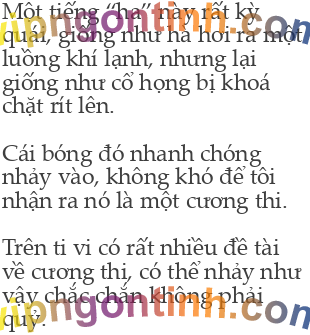 Một tiếng “ha” này rất kỳ
quái, giống như hà hơi ra một
luồng khí lạnh, nhưng lại
giống như cổ họng bị khoá
chặt rít lên.
Cái bóng đó nhanh chóng
nhảy vào, không khó để tôi
nhận ra nó là một cương thi.
Trên ti vi có rất nhiều đề tài
về cương thi, có thể nhảy như
vậy chắc chắn không phải
quỷ.
vipngontinh.com
vipngontinh.com